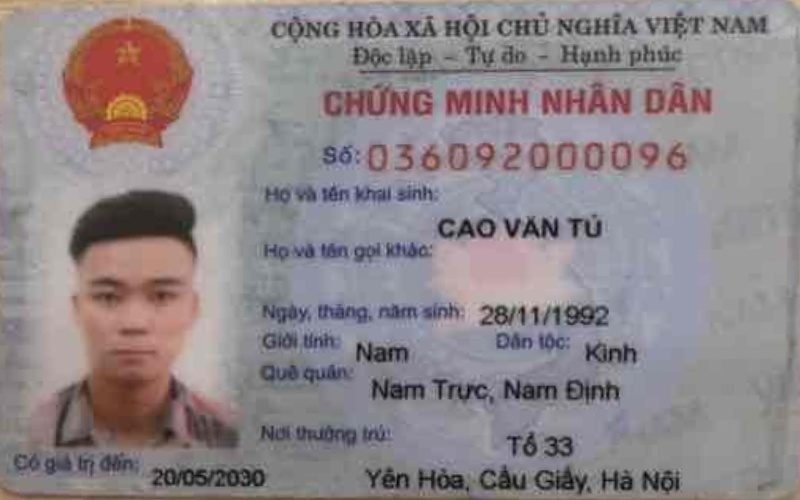 CỘNG HÒA XÃ HỘI CHỦ NGHĨA VIỆT NAM
Độc lập - Tự do - Hạnh phúc
CHỨNG MINH NHÂN DÂN
Số: 036092000096
Họ và tên khai sinh:
CAO VĂN TÚ
Họ và tên gọi khác:
Ngày, tháng, năm sinh: 28/11/1992
Giới tính: Nam Dân tộc: Kinh
Quê quán: Nam Trực, Nam Định
Nơi thường trú: Tổ 33
Yên Hòa, Cầu Giấy, Hà Nội
Có giá trị đến: 20/05/2030